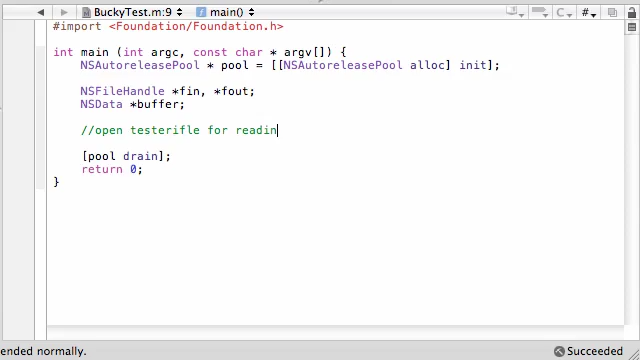 BuckyTest.m:9 main() C #
#import <Foundation/Foundation.h>
int main (int argc, const char * argv[]) {
NSAutoreleasePool * pool = [[NSAutoreleasePool alloc] init];
NSFileHandle *fin, *fout;
NSData *buffer;
//open testerifle for readin
[pool drain];
return 0;
}
ended normally. Succeeded